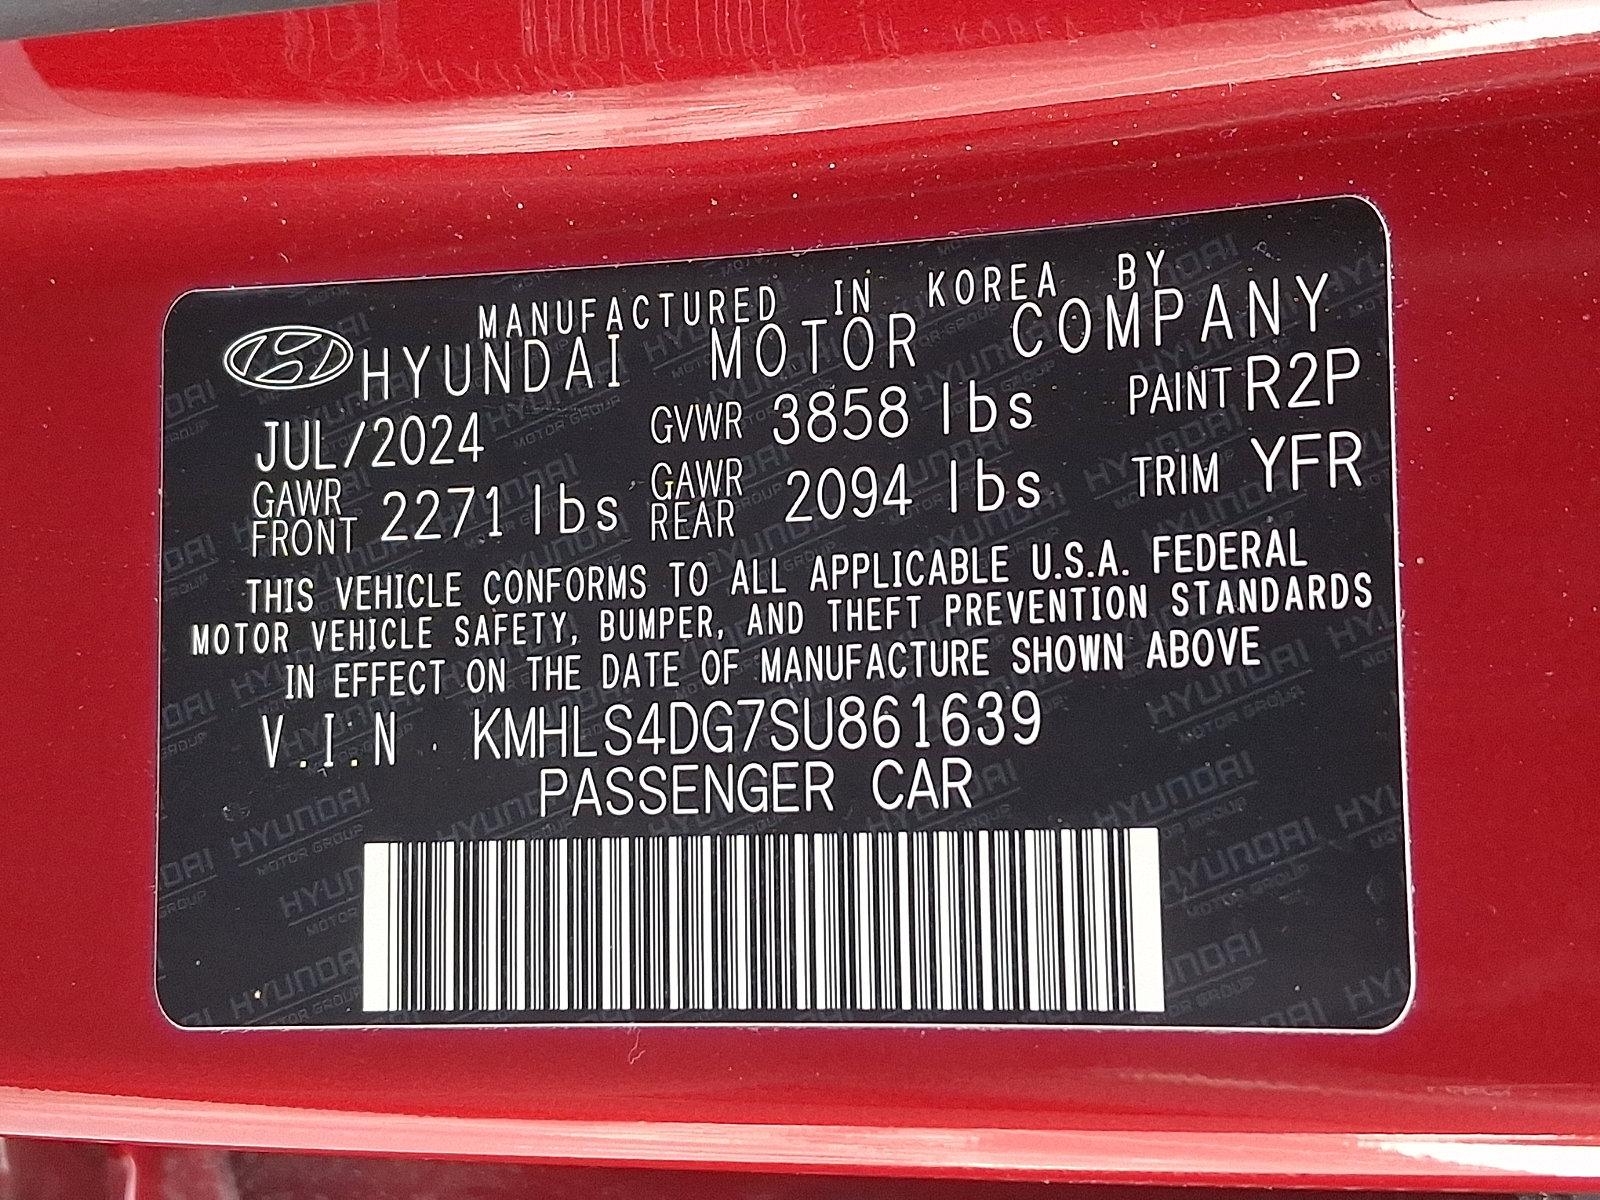 MANUFACTURED IN KOREA BY
HYUNDAI MOTOR COMPANY
JUL/2024 GVWR 3858 lbs PAINT R2P
GAWR FRONT 2271 lbs GAWR REAR 2094 lbs TRIM YFR
THIS VEHICLE CONFORMS TO ALL APPLICABLE U.S.A. FEDERAL
MOTOR VEHICLE SAFETY, BUMPER, AND THEFT PREVENTION STANDARDS
IN EFFECT ON THE DATE OF MANUFACTURE SHOWN ABOVE
V.I.N. KMHLS4DG7SU861639
PASSENGER CAR